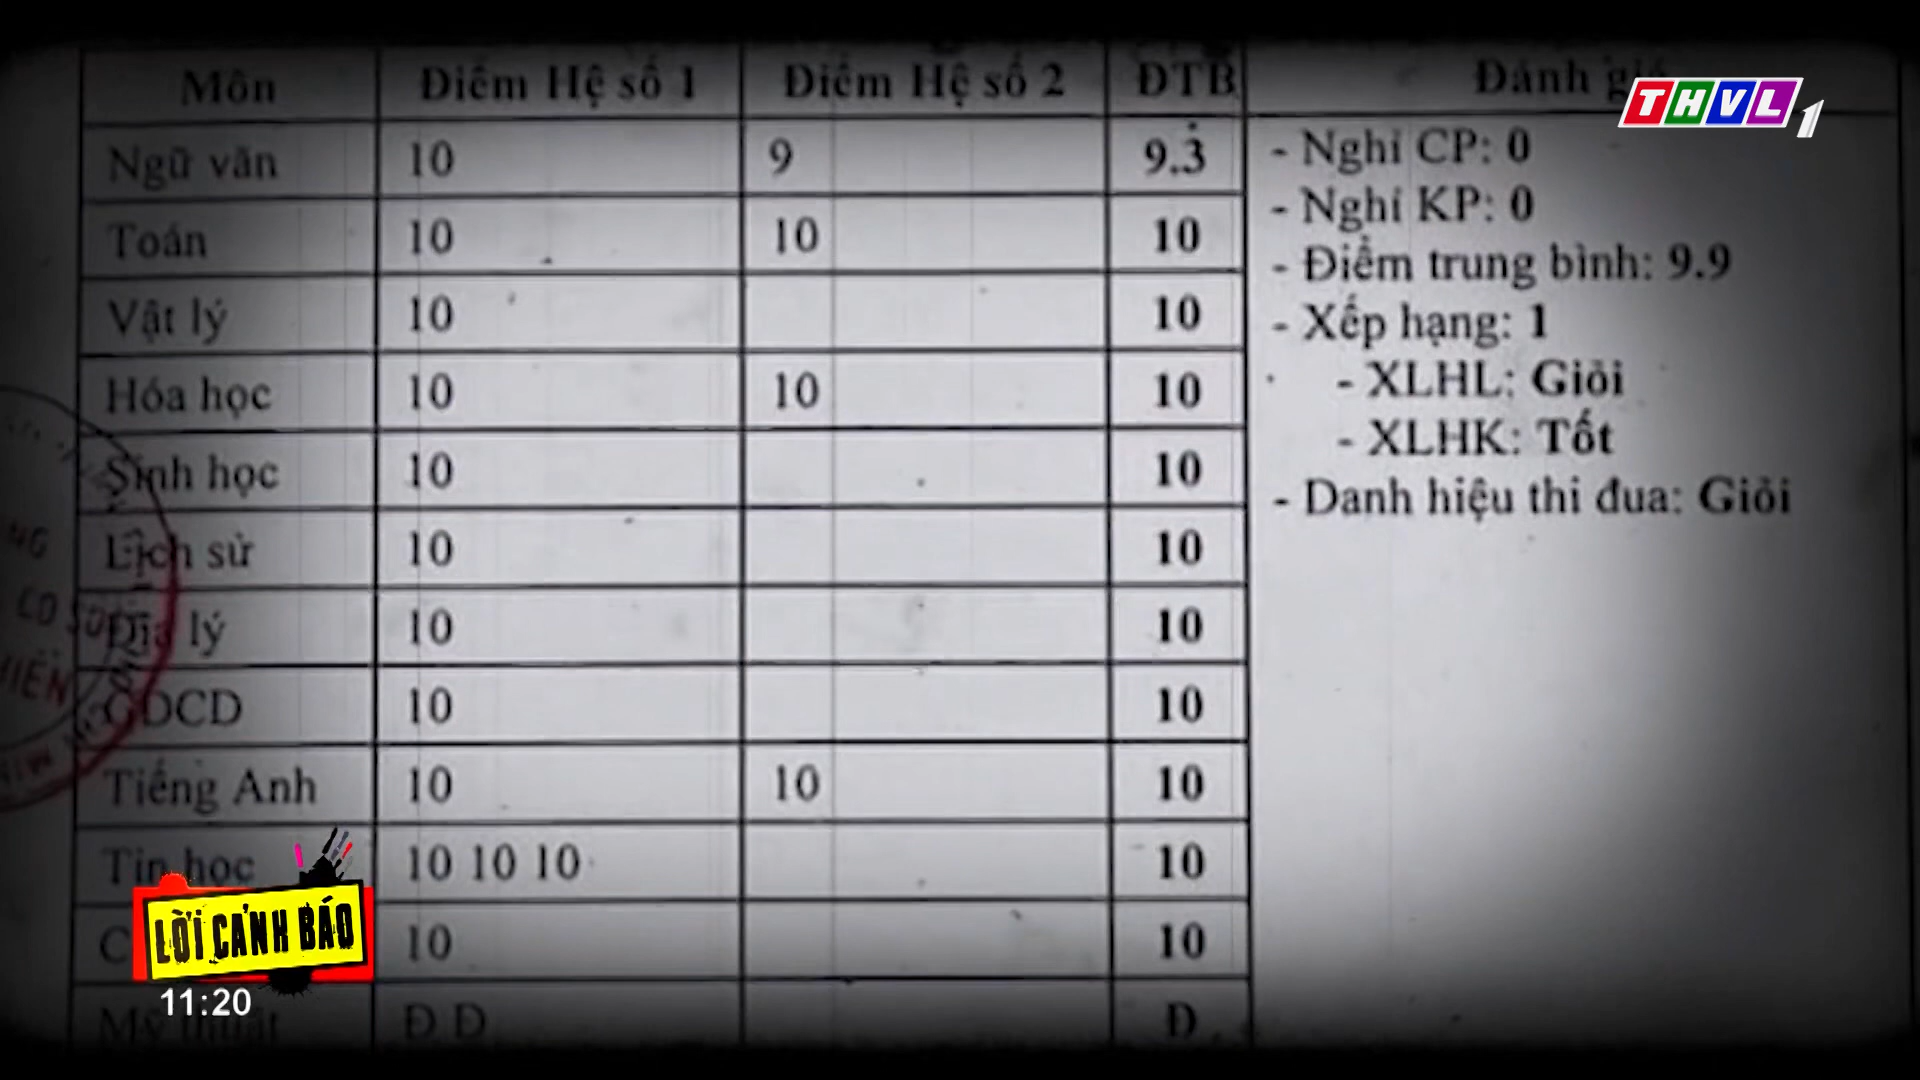 THVL1
Môn Điểm Hệ số 1 Điểm Hệ số 2 ĐTB Đánh giá
Ngữ văn 10 9 9.3
Toán 10 10 10
Vật lý 10 10
Hóa học 10 10 10
Sinh học 10 10
Lịch sử 10 10
Địa lý 10 10
GDCD 10 10
Tiếng Anh 10 10 10
Tin học 10 10 10 10
C 10 10
Mỹ thuật Đ Đ Đ
- Nghỉ CP: 0
- Nghỉ KP: 0
- Điểm trung bình: 9.9
- Xếp hạng: 1
- XLHL: Giỏi
- XLHK: Tốt
- Danh hiệu thi đua: Giỏi
LỜI CẢNH BÁO
11:20